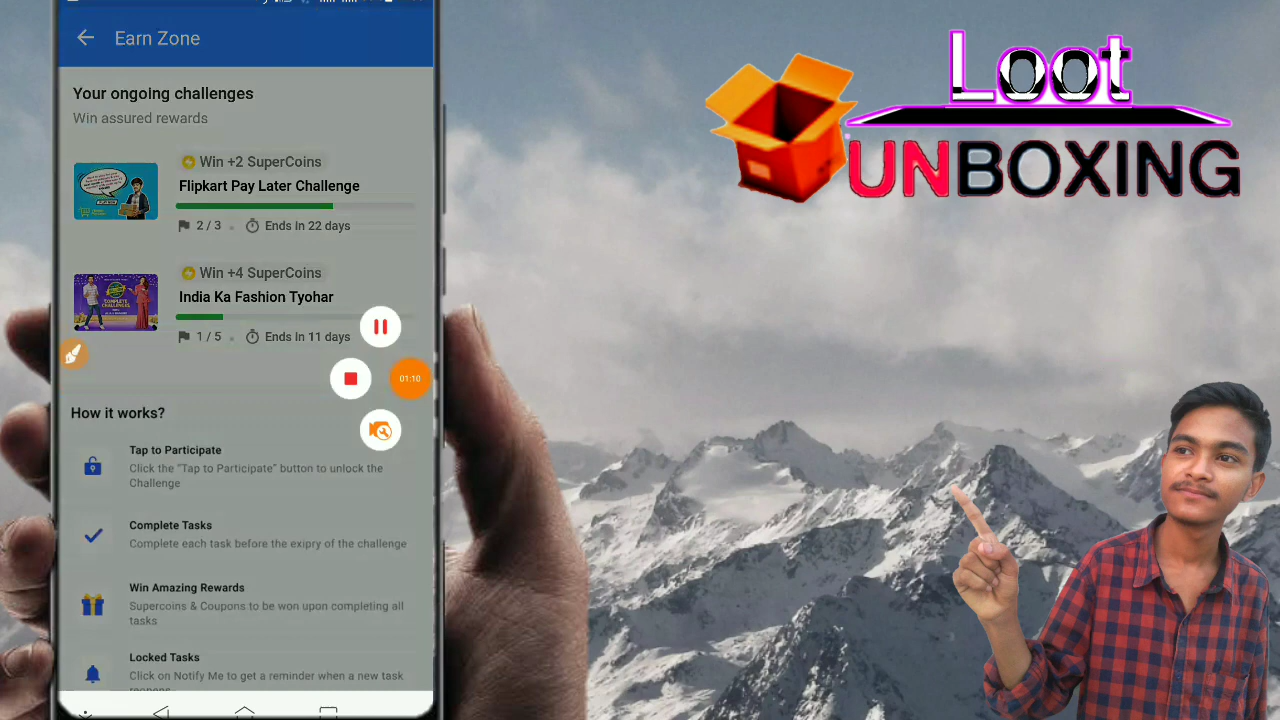 Earn Zone
Your ongoing challenges
Win assured rewards
Win +2 SuperCoins
Flipkart Pay Later Challenge
2 / 3
Ends in 22 days
Win +4 SuperCoins
India Ka Fashion Tyohar
1 / 5
Ends in 11 days
COMPLETE
CHALLENGES
01:10
How it works?
Tap to Participate
Click the "Tap to Participate" button to unlock the
Challenge
Complete Tasks
Complete each task before the exipry of the challenge
Win Amazing Rewards
Supercoins & Coupons to be won upon completing all
tasks
Locked Tasks
Click on Notify Me to get a reminder when a new task
reopens
Loot
UNBOXING